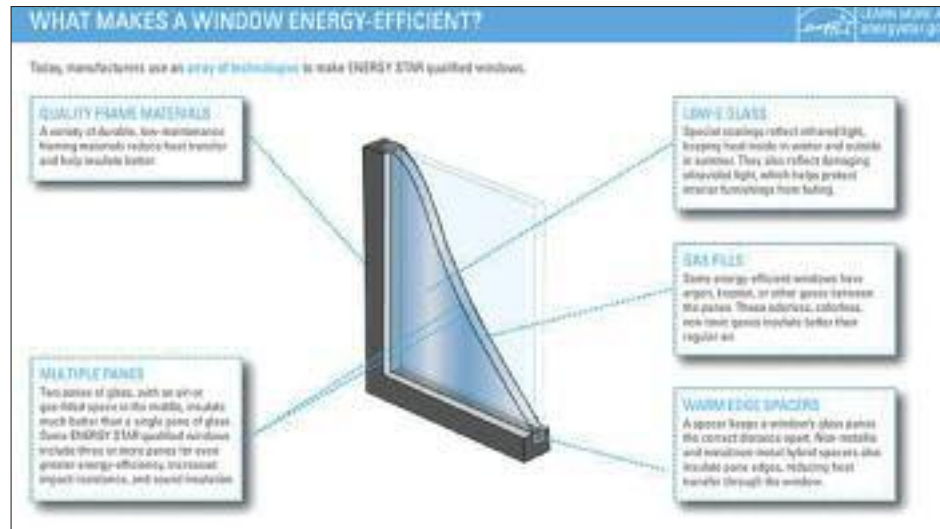 WHAT MAKES A WINDOW ENERGY-EFFICIENT?
LEARN MORE AT
energystar.gov
Today, manufacturers use an array of technologies to make ENERGY STAR qualified windows.
QUALITY FRAME MATERIALS
A variety of durable, low-maintenance
framing materials reduce heat transfer
and help insulate better.
LOW-E GLASS
Special coatings reflect infrared light,
keeping heat inside in winter and outside
in summer. They also reflect damaging
ultraviolet light, which helps protect
interior furnishings from fading.
GAS FILLS
Some energy-efficient windows have
argon, krypton, or other gases between
the panes. These odorless, colorless,
non-toxic gases insulate better than
regular air.
MULTIPLE PANES
Two panes of glass, with an air-or
gas-filled space in the middle, insulate
much better than a single pane of glass.
Some ENERGY STAR qualified windows
include three or more panes for even
greater energy-efficiency, increased
impact resistance, and sound insulation.
WARM EDGE SPACERS
A spacer keeps a window's glass panes
the correct distance apart. Non-metallic
and metal/non-metal hybrid spacers also
insulate pane edges, reducing heat
transfer through the window.